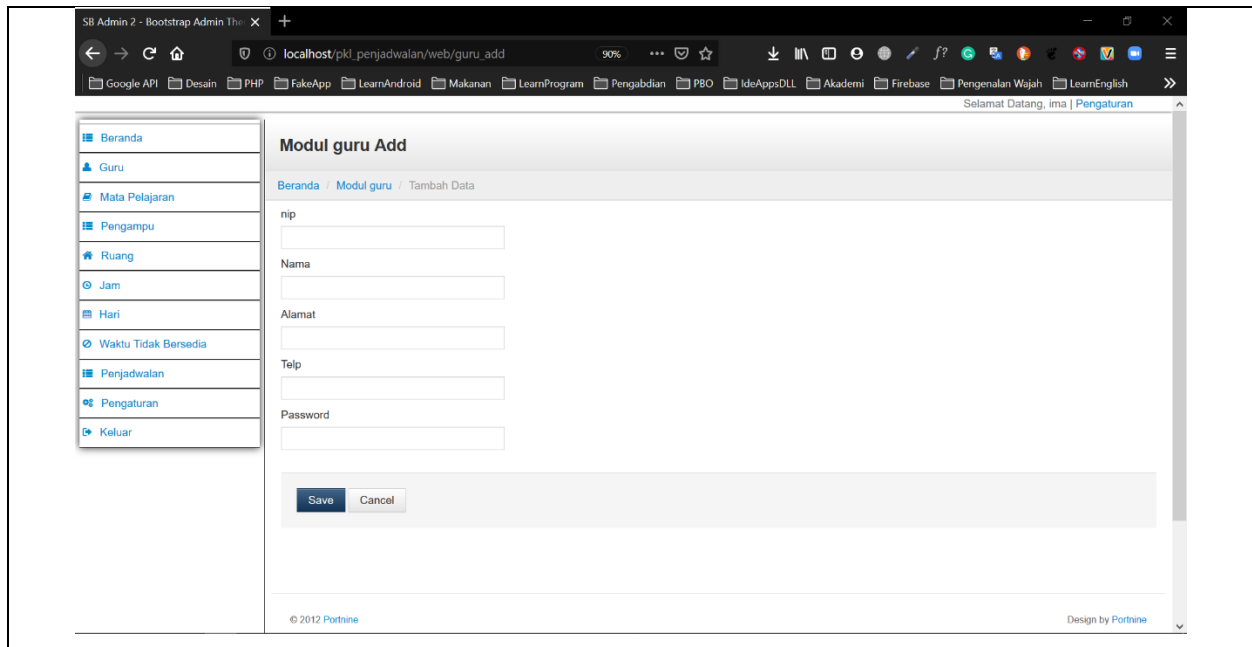 SB Admin 2 - Bootstrap Admin The
localhost/pkl_penjadwalan/web/guru_add
90%
Google API Desain PHP FakeApp LearnAndroid Makanan LearnProgram Pengabdian PBO IdeAppsDLL Akademi Firebase Pengenalan Wajah LearnEnglish
Selamat Datang, ima | Pengaturan
Beranda
Guru
Mata Pelajaran
Pengampu
Ruang
Jam
Hari
Waktu Tidak Bersedia
Penjadwalan
Pengaturan
Keluar
Modul guru Add
Beranda / Modul guru / Tambah Data
nip
Nama
Alamat
Telp
Password
Save Cancel
© 2012 Portnine
Design by Portnine